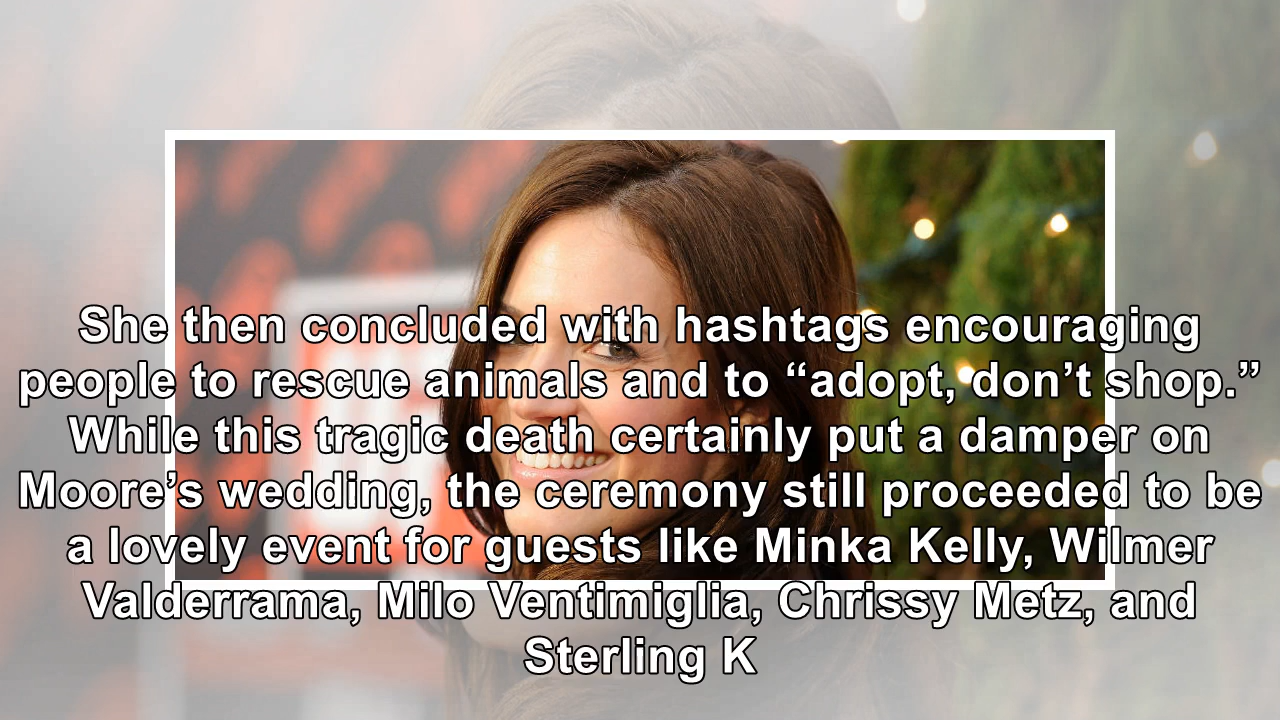 She then concluded with hashtags encouraging
people to rescue animals and to “adopt, don’t shop.”
While this tragic death certainly put a damper on
Moore’s wedding, the ceremony still proceeded to be
a lovely event for guests like Minka Kelly, Wilmer
Valderrama, Milo Ventimiglia, Chrissy Metz, and
Sterling K